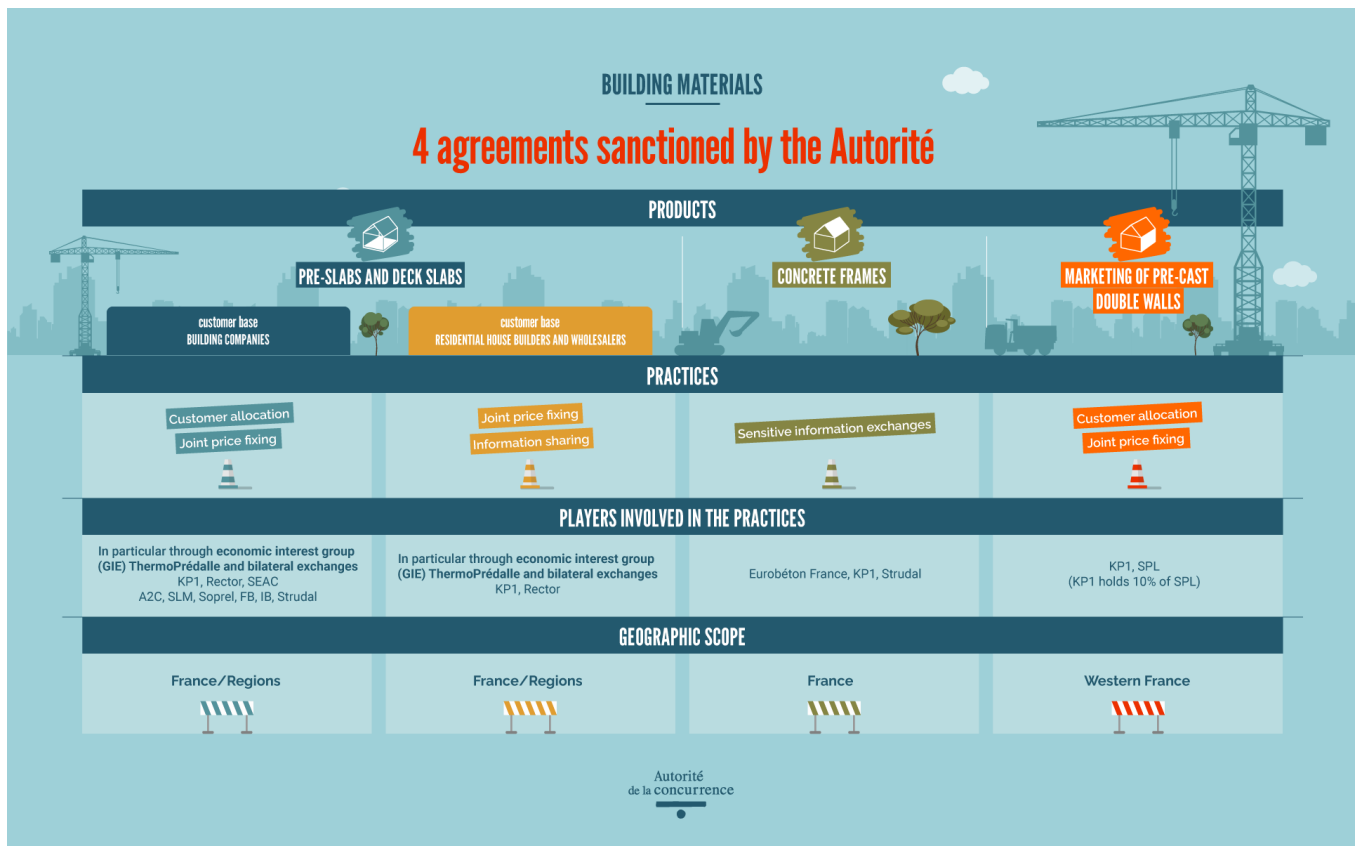 BUILDING MATERIALS
4 agreements sanctioned by the Autorité
PRODUCTS
PRE-SLABS AND DECK SLABS
customer base
BUILDING COMPANIES
customer base
RESIDENTIAL HOUSE BUILDERS AND WHOLESALERS
CONCRETE FRAMES
MARKETING OF PRE-CAST
DOUBLE WALLS
PRACTICES
Customer allocation
Joint price fixing
Joint price fixing
Information sharing
Sensitive information exchanges
Customer allocation
Joint price fixing
PLAYERS INVOLVED IN THE PRACTICES
In particular through economic interest group
(GIE) ThermoPrédalle and bilateral exchanges
KP1, Rector, SEAC
A2C, SLM, Soprel, FB, IB, Strudal
In particular through economic interest group
(GIE) ThermoPrédalle and bilateral exchanges
KP1, Rector
Eurobéton France, KP1, Strudal
KP1, SPL
(KP1 holds 10% of SPL)
GEOGRAPHIC SCOPE
France/Regions
France/Regions
France
Western France
Autorité
de la concurrence